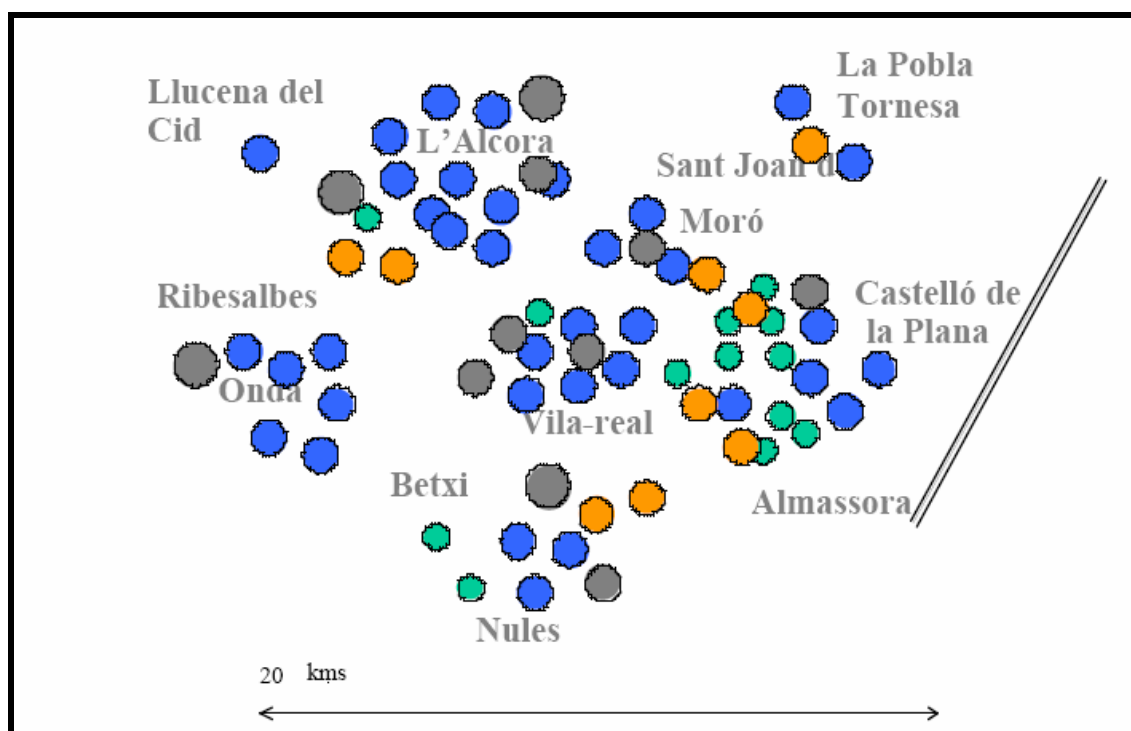 Llucena del
Cid
L'Alcora
La Pobla
Tornesa
Sant Joan d
Moró
Ribesalbes
Castelló de
la Plana
Onda
Vila-real
Betxi
Almassora
Nules
20 kms